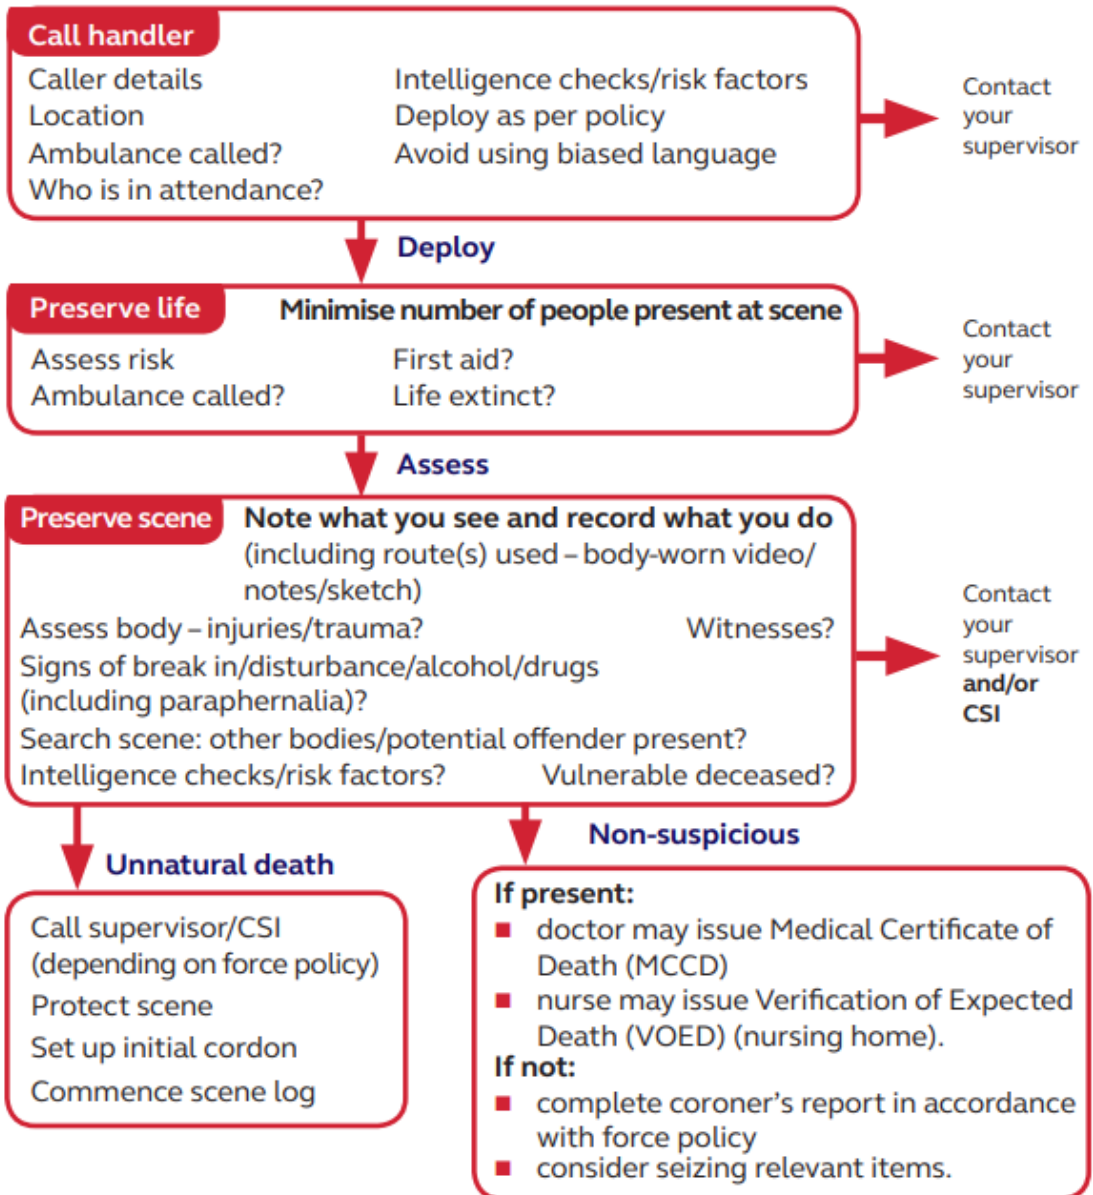 Call handler
Caller details
Location
Ambulance called?
Who is in attendance?
Intelligence checks/risk factors
Deploy as per policy
Avoid using biased language
Contact
your
supervisor
Deploy
Preserve life
Minimise number of people present at scene
Assess risk
Ambulance called?
First aid?
Life extinct?
Contact
your
supervisor
Assess
Preserve scene
Note what you see and record what you do
(including route(s) used – body-worn video/
notes/sketch)
Assess body – injuries/trauma?
Witnesses?
Signs of break in/disturbance/alcohol/drugs
(including paraphernalia)?
Search scene: other bodies/potential offender present?
Intelligence checks/risk factors?
Vulnerable deceased?
Contact
your
supervisor
and/or
CSI
Unnatural death
Call supervisor/CSI
(depending on force policy)
Protect scene
Set up initial cordon
Commence scene log
Non-suspicious
If present:
■ doctor may issue Medical Certificate of
Death (MCCD)
■ nurse may issue Verification of Expected
Death (VOED) (nursing home).
If not:
■ complete coroner's report in accordance
with force policy
■ consider seizing relevant items.